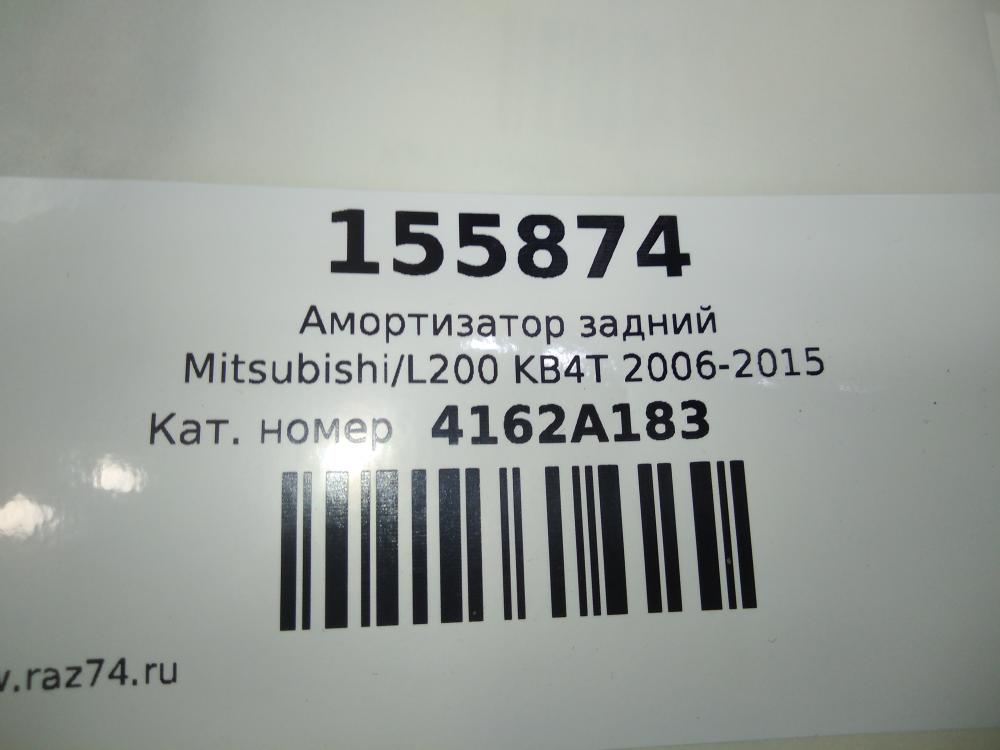 155874
Амортизатор задний
Mitsubishi/L200 KB4T 2006-2015
Кат. номер 4162A183
.raz74.ru